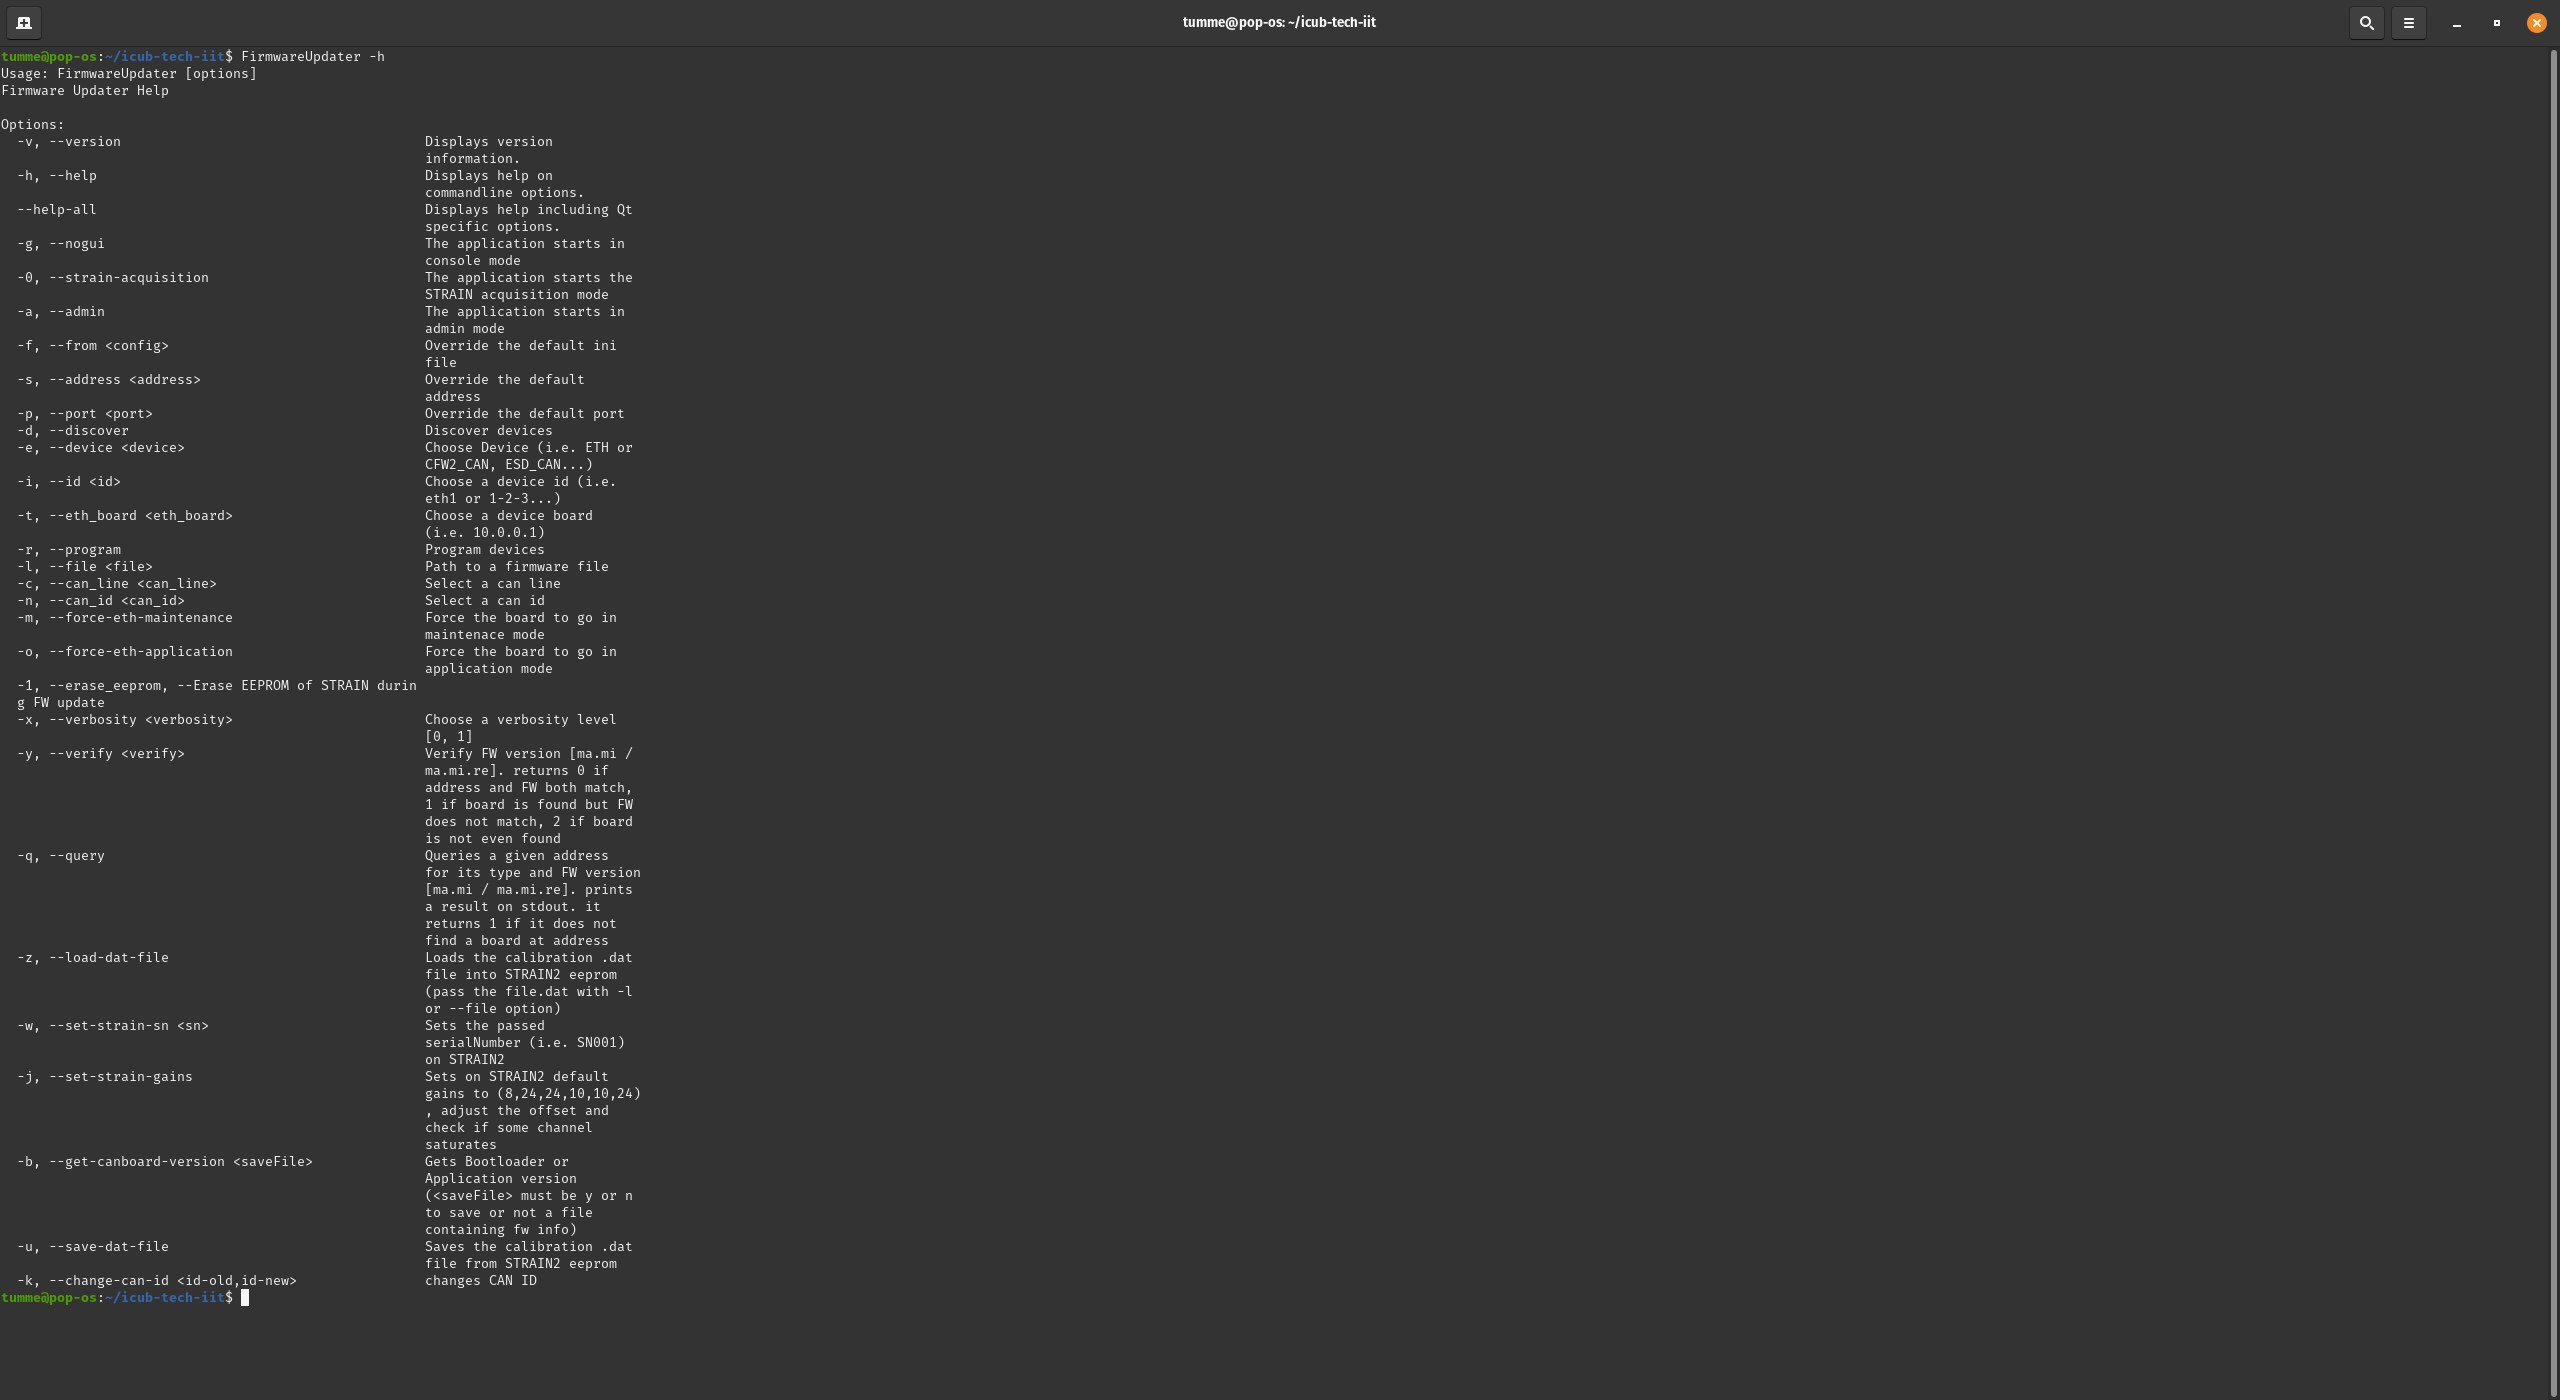 tumme@pop-os: ~/icub-tech-iit
tumme@pop-os:~/icub-tech-iit$ FirmwareUpdater -h
Usage: FirmwareUpdater [options]
Firmware Updater Help

Options:
  -v, --version                                      Displays version
                                                     information.
  -h, --help                                         Displays help on
                                                     commandline options.
  --help-all                                         Displays help including Qt
                                                     specific options.
  -g, --nogui                                        The application starts in
                                                     console mode
  -0, --strain-acquisition                           The application starts the
                                                     STRAIN acquisition mode
  -a, --admin                                        The application starts in
                                                     admin mode
  -f, --from <config>                                Override the default ini
                                                     file
  -s, --address <address>                            Override the default
                                                     address
  -p, --port <port>                                  Override the default port
  -d, --discover                                     Discover devices
  -e, --device <device>                              Choose Device (i.e. ETH or
                                                     CFW2_CAN, ESD_CAN...)
  -i, --id <id>                                      Choose a device id (i.e.
                                                     eth1 or 1-2-3...)
  -t, --eth_board <eth_board>                        Choose a device board
                                                     (i.e. 10.0.0.1)
  -r, --program                                      Program devices
  -l, --file <file>                                  Path to a firmware file
  -c, --can_line <can_line>                          Select a can line
  -n, --can_id <can_id>                              Select a can id
  -m, --force-eth-maintenance                        Force the board to go in
                                                     maintenace mode
  -o, --force-eth-application                        Force the board to go in
                                                     application mode
  -1, --erase_eeprom, --Erase EEPROM of STRAIN durin
  g FW update
  -x, --verbosity <verbosity>                        Choose a verbosity level
                                                     [0, 1]
  -y, --verify <verify>                              Verify FW version [ma.mi /
                                                     ma.mi.re]. returns 0 if
                                                     address and FW both match,
                                                     1 if board is found but FW
                                                     does not match, 2 if board
                                                     is not even found
  -q, --query                                        Queries a given address
                                                     for its type and FW version
                                                     [ma.mi / ma.mi.re]. prints
                                                     a result on stdout. it
                                                     returns 1 if it does not
                                                     find a board at address
  -z, --load-dat-file                                Loads the calibration .dat
                                                     file into STRAIN2 eeprom
                                                     (pass the file.dat with -l
                                                     or --file option)
  -w, --set-strain-sn <sn>                           Sets the passed
                                                     serialNumber (i.e. SN001)
                                                     on STRAIN2
  -j, --set-strain-gains                             Sets on STRAIN2 default
                                                     gains to (8,24,24,10,10,24)
                                                     , adjust the offset and
                                                     check if some channel
                                                     saturates
  -b, --get-canboard-version <saveFile>              Gets Bootloader or
                                                     Application version
                                                     (<saveFile> must be y or n
                                                     to save or not a file
                                                     containing fw info)
  -u, --save-dat-file                                Saves the calibration .dat
                                                     file from STRAIN2 eeprom
  -k, --change-can-id <id-old,id-new>                changes CAN ID
tumme@pop-os:~/icub-tech-iit$